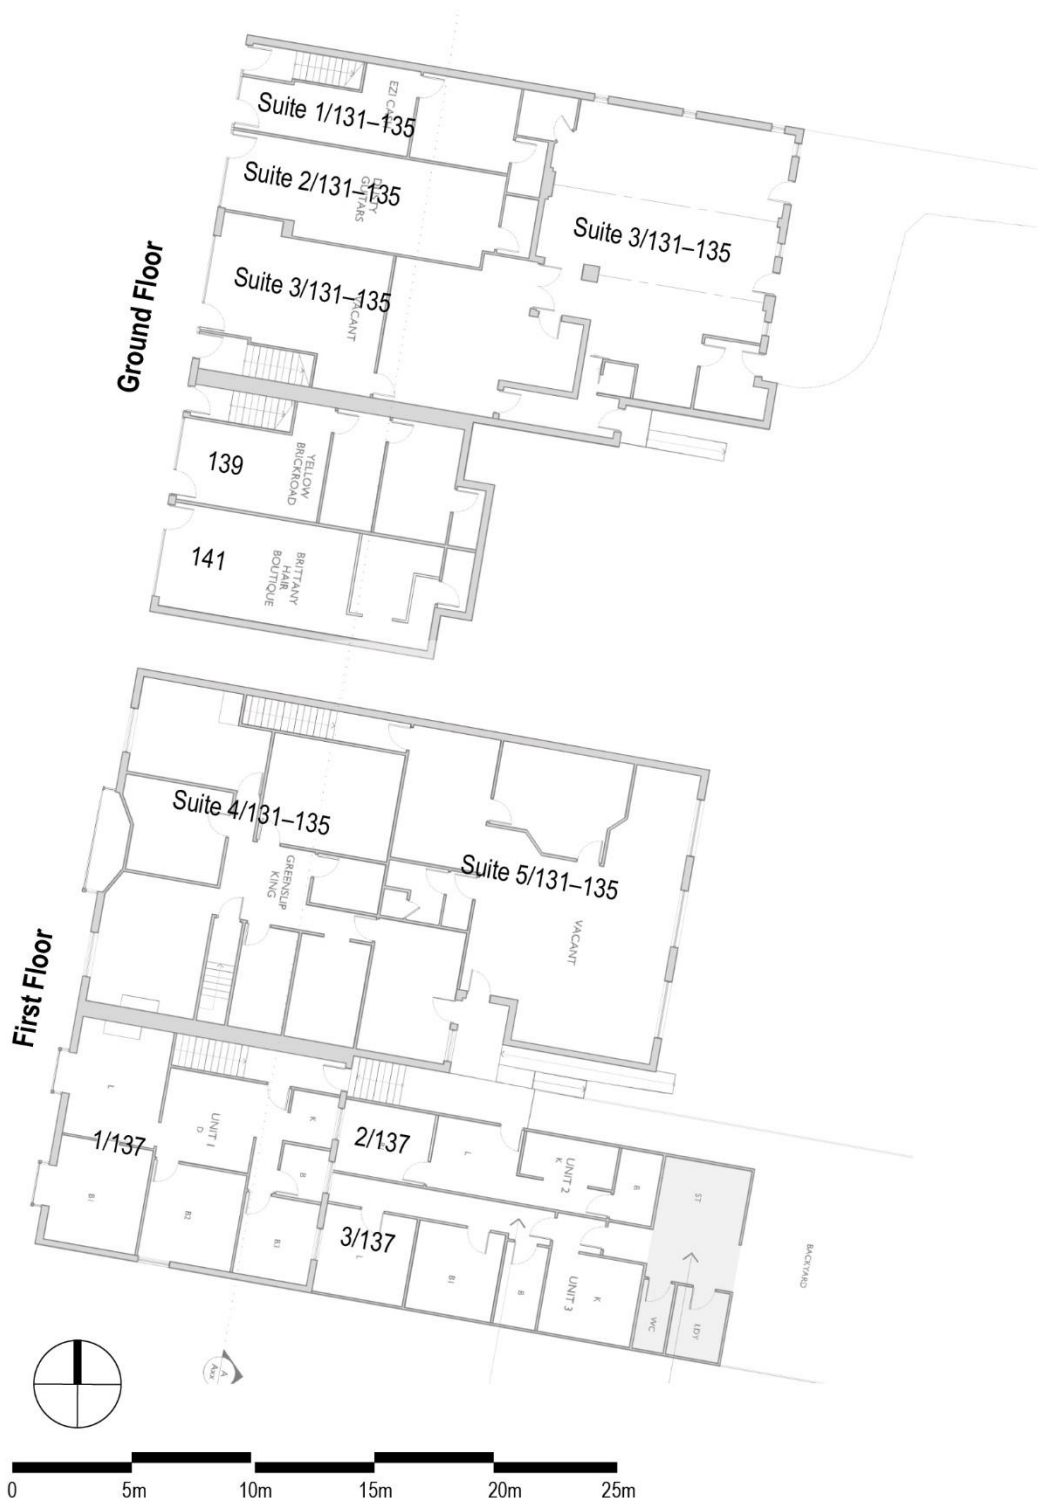 Ground Floor
EZI CASH
Suite 1/131–135
Suite 2/131–135
GUITARS
Suite 3/131–135
Suite 3/131–135
VACANT
139
YELLOW
BRICKROAD
141
BRITTANY
HAIR
BOUTIQUE
First Floor
Suite 4/131–135
GREENSLIP
KING
Suite 5/131–135
VACANT
L
1/137
UNIT 1
D
K
B
B1
B2
B3
2/137
L
UNIT 2
K
B
ST
3/137
L
B1
B
UNIT 3
K
WC
LDY
BACKYARD
A
0
5m
10m
15m
20m
25m